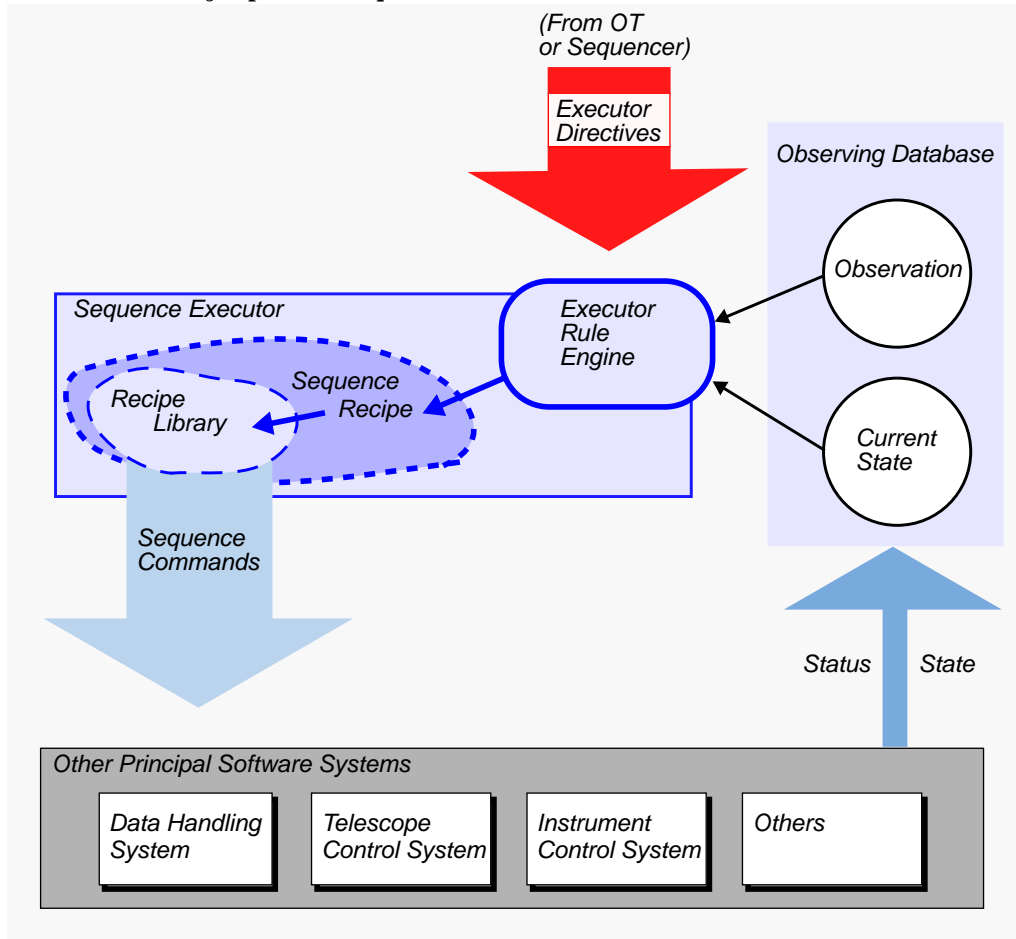 (From OT
or Sequencer)
Executor
Directives
Observing Database
Observation
Sequence Executor
Executor
Rule
Engine
Sequence
Recipe
Recipe
Library
Current
State
Sequence
Commands
Status
State
Other Principal Software Systems
Data Handling
System
Telescope
Control System
Instrument
Control System
Others